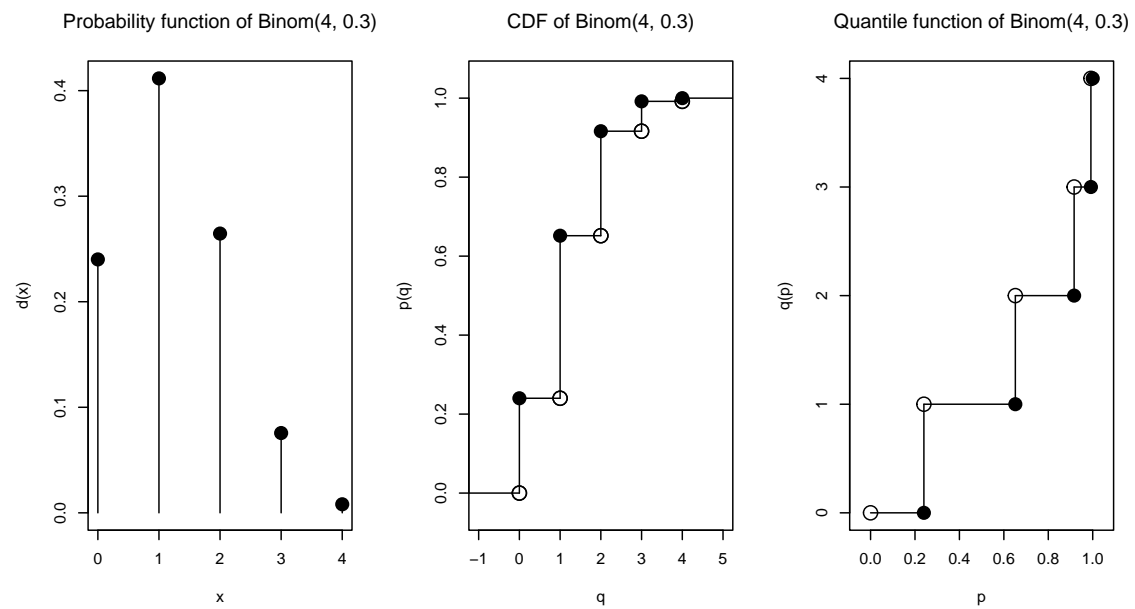 Probability function of Binom(4, 0.3)
d(x)
0.4
0.3
0.2
0.1
0.0
0 1 2 3 4
x
CDF of Binom(4, 0.3)
p(q)
1.0
0.8
0.6
0.4
0.2
0.0
−1 0 1 2 3 4 5
q
Quantile function of Binom(4, 0.3)
q(p)
4
3
2
1
0
0.0 0.2 0.4 0.6 0.8 1.0
p